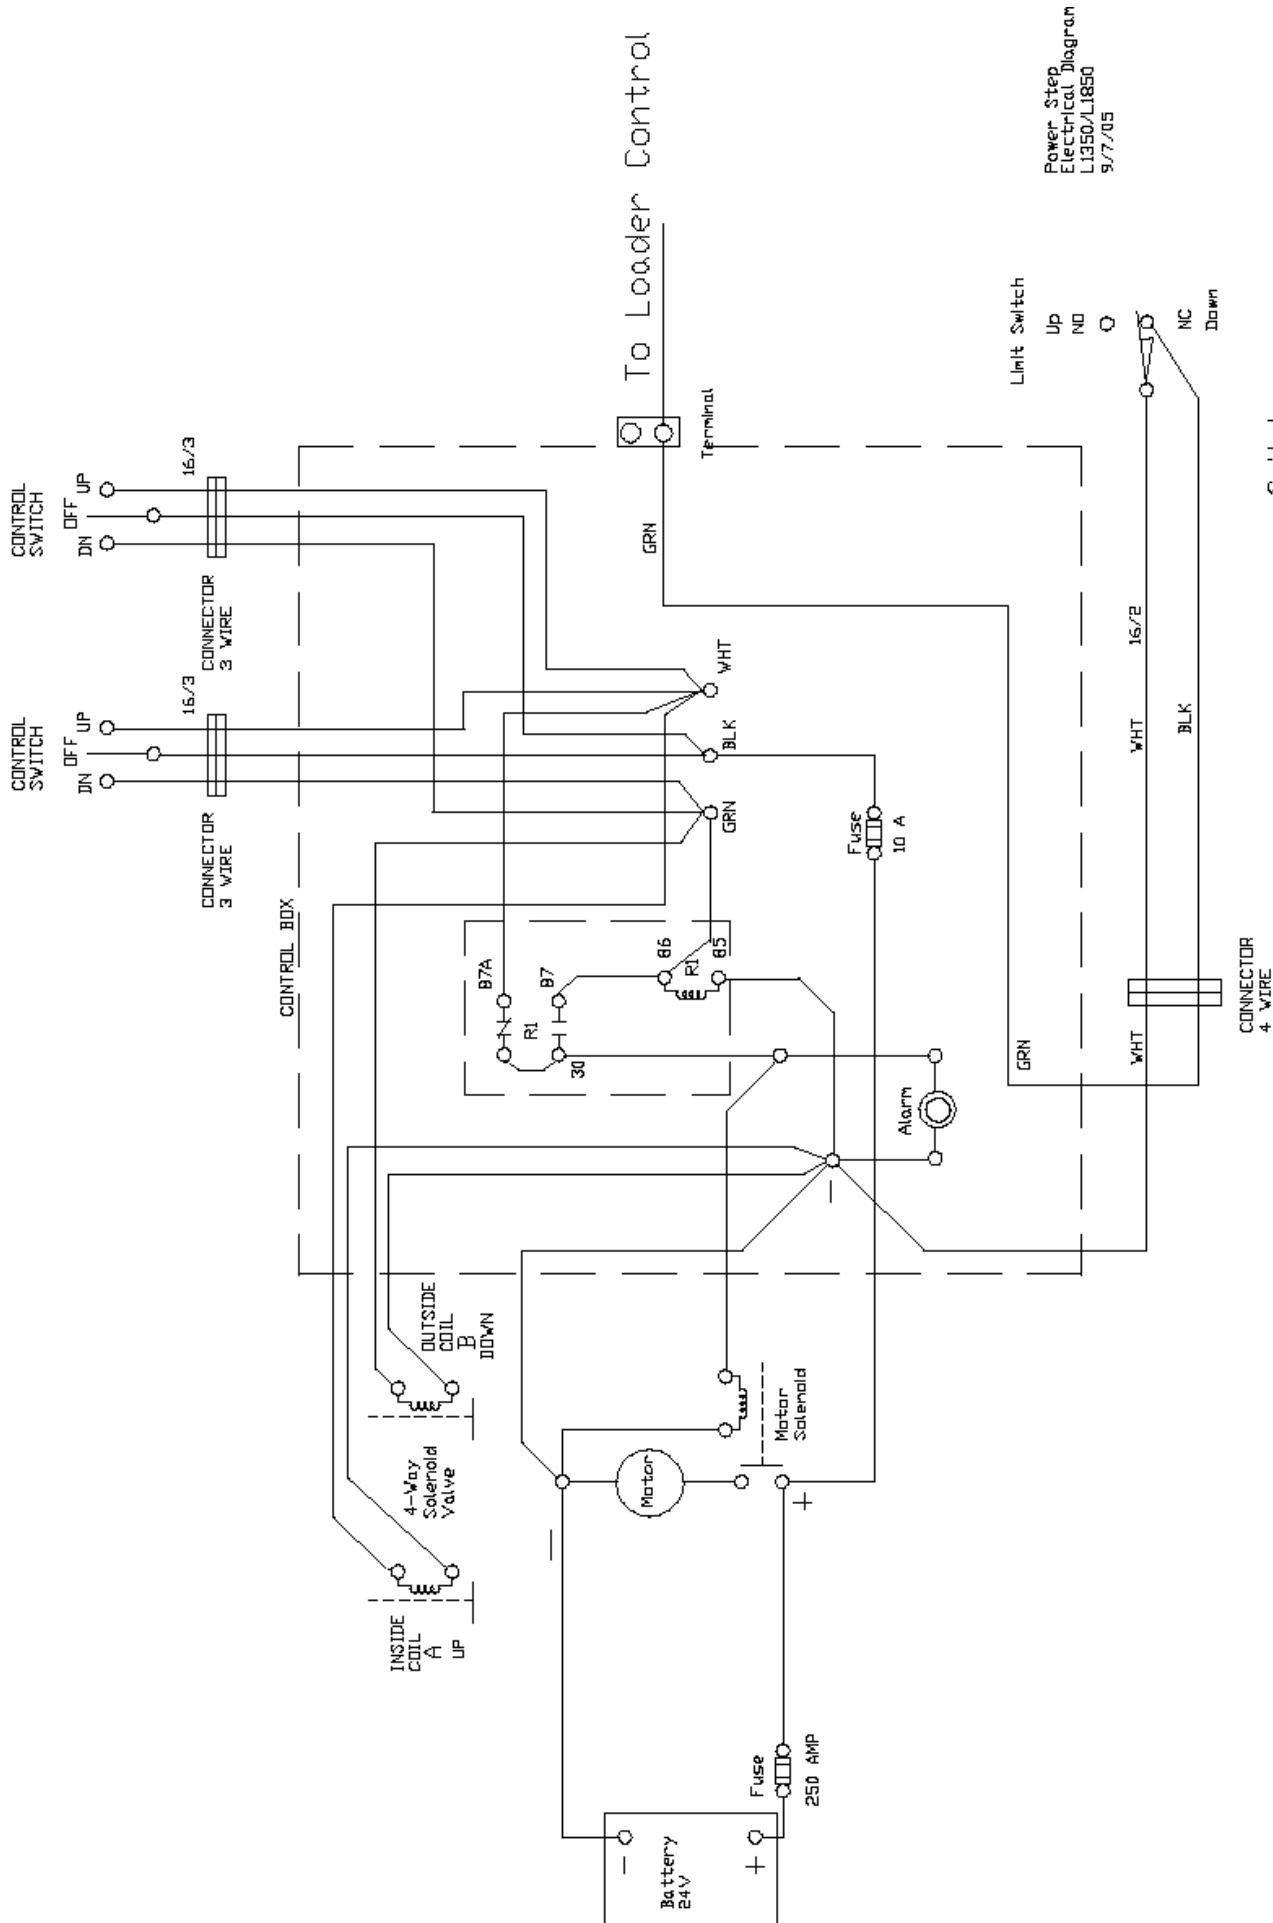 Power Step
Electrical Diagram
L1350/L1850
9/7/05
To Loader Control
Terminal
Limit Switch
Up
NO
NC
Down
CONTROL
SWITCH
UP
OFF
DN
16/3
CONNECTOR
3 WIRE
CONTROL
SWITCH
UP
OFF
DN
16/3
CONNECTOR
3 WIRE
CONTROL BOX
GRN
WHT
BLK
GRN
Fuse
10 A
87A
87
R1
30
86
R1
85
Alarm
−
GRN
WHT
16/2
WHT
BLK
CONNECTOR
4 WIRE
OUTSIDE
COIL
B
DOWN
4-Way
Solenoid
Valve
INSIDE
COIL
A
UP
Motor
Motor
Solenoid
+
−
Fuse
250 AMP
Battery
24V
−
+